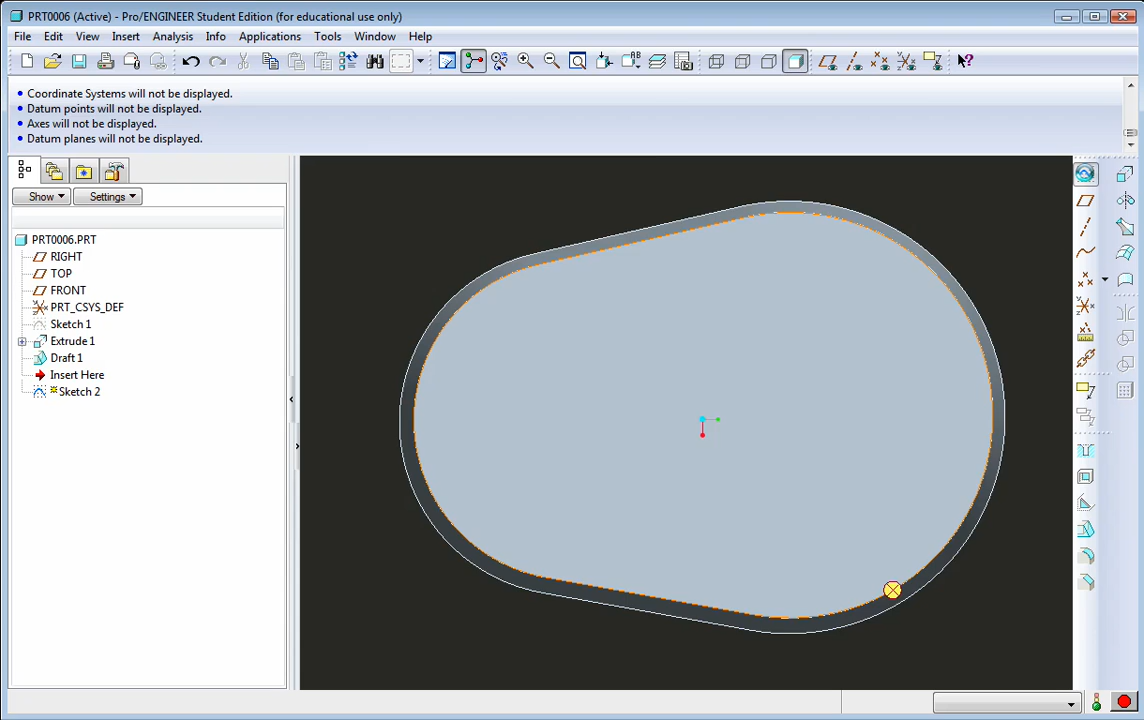 PRT0006 (Active) - Pro/ENGINEER Student Edition (for educational use only)
File Edit View Insert Analysis Info Applications Tools Window Help
Coordinate Systems will not be displayed.
Datum points will not be displayed.
Axes will not be displayed.
Datum planes will not be displayed.
Show Settings
PRT0006.PRT
RIGHT
TOP
FRONT
PRT_CSYS_DEF
Sketch 1
Extrude 1
Draft 1
Insert Here
Sketch 2